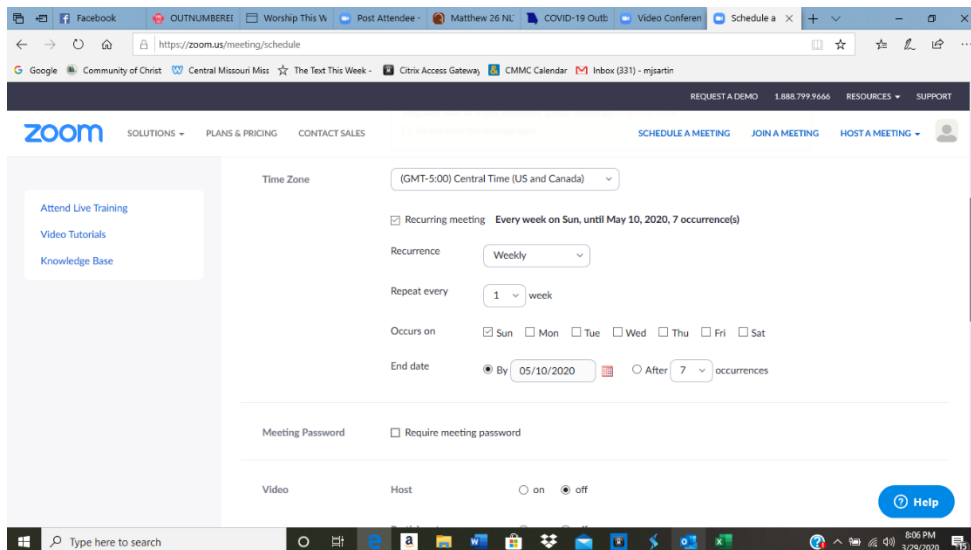 Facebook OUTNUMBERE Worship This W Post Attendee - Matthew 26 NL COVID-19 Outb Video Conferen Schedule a
https://zoom.us/meeting/schedule
Google Community of Christ Central Missouri Miss The Text This Week - Citrix Access Gateway CMMC Calendar Inbox (331) - mjsartin
REQUEST A DEMO 1.888.799.9666 RESOURCES SUPPORT
zoom SOLUTIONS PLANS & PRICING CONTACT SALES SCHEDULE A MEETING JOIN A MEETING HOST A MEETING
Time Zone (GMT-5:00) Central Time (US and Canada)
Attend Live Training
Recurring meeting Every week on Sun, until May 10, 2020, 7 occurrence(s)
Video Tutorials
Recurrence Weekly
Knowledge Base
Repeat every 1 week
Occurs on Sun Mon Tue Wed Thu Fri Sat
End date By 05/10/2020 After 7 occurrences
Meeting Password Require meeting password
Video Host on off
Help
Type here to search
8:06 PM
3/29/2020
15